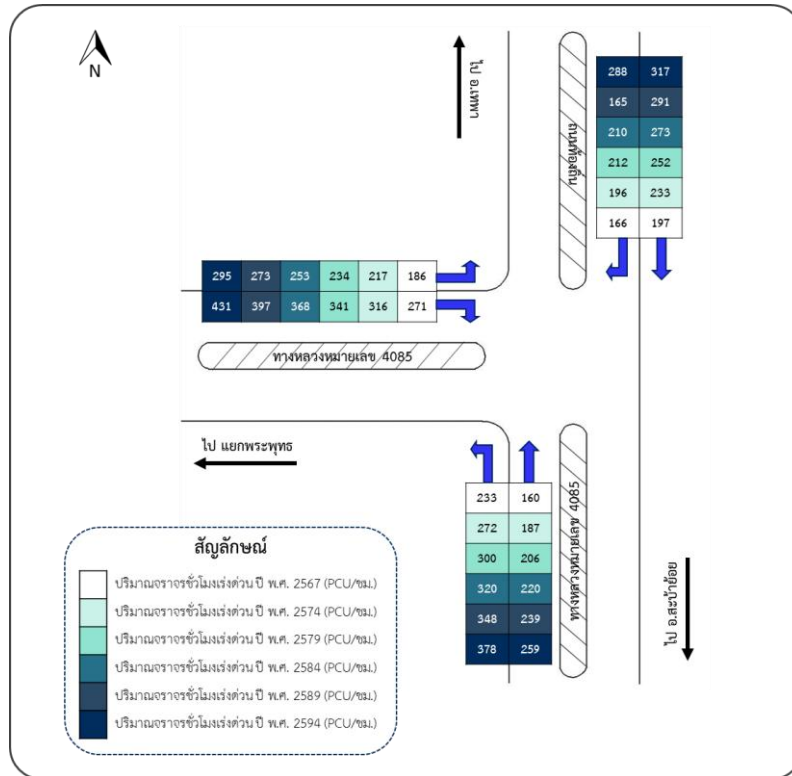 N
ไป อ.เทพา
ถนนท้องถิ่น
288 317
165 291
210 273
212 252
196 233
166 197
295 273 253 234 217 186
431 397 368 341 316 271
ทางหลวงหมายเลข 4085
ไป แยกพระพุทธ
233 160
272 187
300 206
320 220
348 239
378 259
ทางหลวงหมายเลข 4085
ไป อ.สะบ้าย้อย
สัญลักษณ์
ปริมาณจราจรชั่วโมงเร่งด่วน ปี พ.ศ. 2567 (PCU/ชม.)
ปริมาณจราจรชั่วโมงเร่งด่วน ปี พ.ศ. 2574 (PCU/ชม.)
ปริมาณจราจรชั่วโมงเร่งด่วน ปี พ.ศ. 2579 (PCU/ชม.)
ปริมาณจราจรชั่วโมงเร่งด่วน ปี พ.ศ. 2584 (PCU/ชม.)
ปริมาณจราจรชั่วโมงเร่งด่วน ปี พ.ศ. 2589 (PCU/ชม.)
ปริมาณจราจรชั่วโมงเร่งด่วน ปี พ.ศ. 2594 (PCU/ชม.)